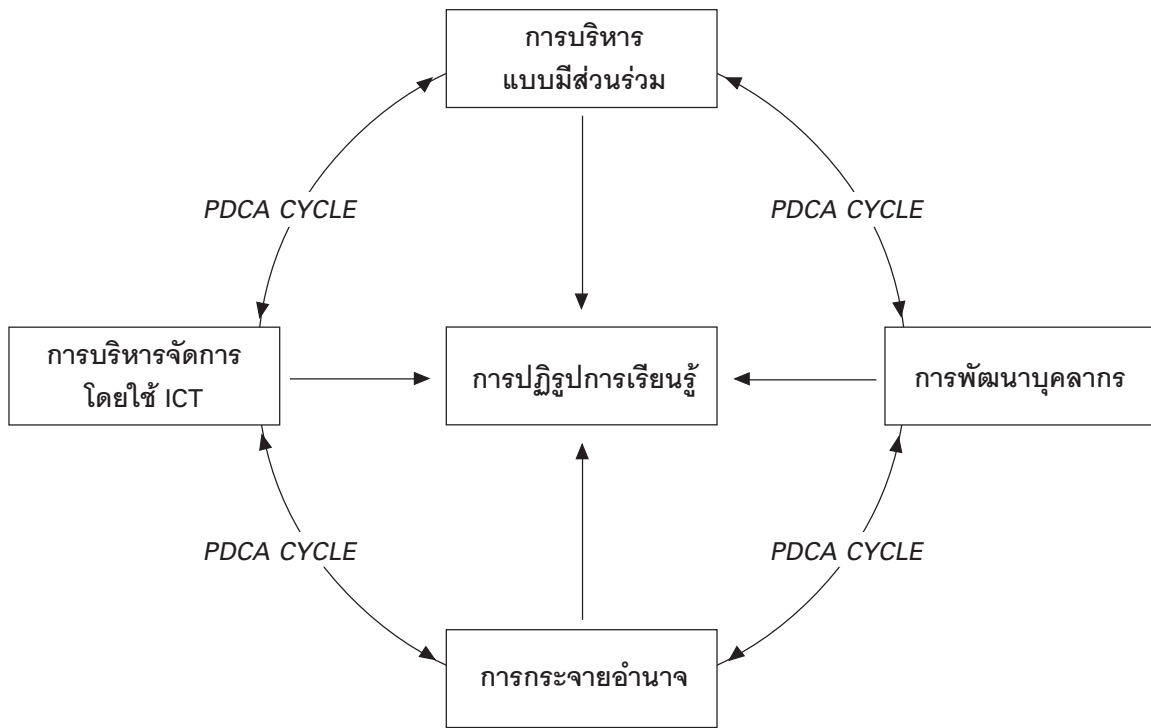 การบริหาร
แบบมีส่วนร่วม
PDCA CYCLE
PDCA CYCLE
การบริหารจัดการ
โดยใช้ ICT
การปฏิรูปการเรียนรู้
การพัฒนาบุคลากร
PDCA CYCLE
PDCA CYCLE
การกระจายอำนาจ